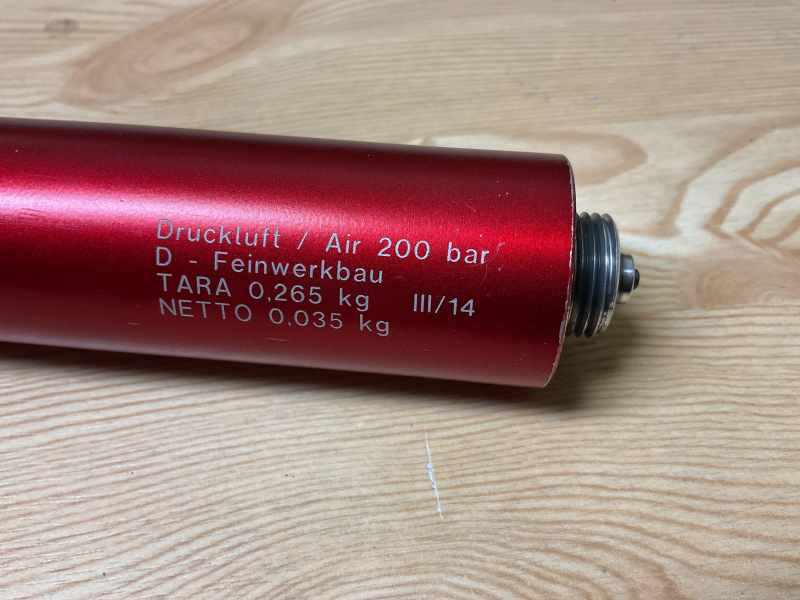 Druckluft / Air 200 bar
D - Feinwerkbau
TARA 0,265 kg III/14
NETTO 0,035 kg